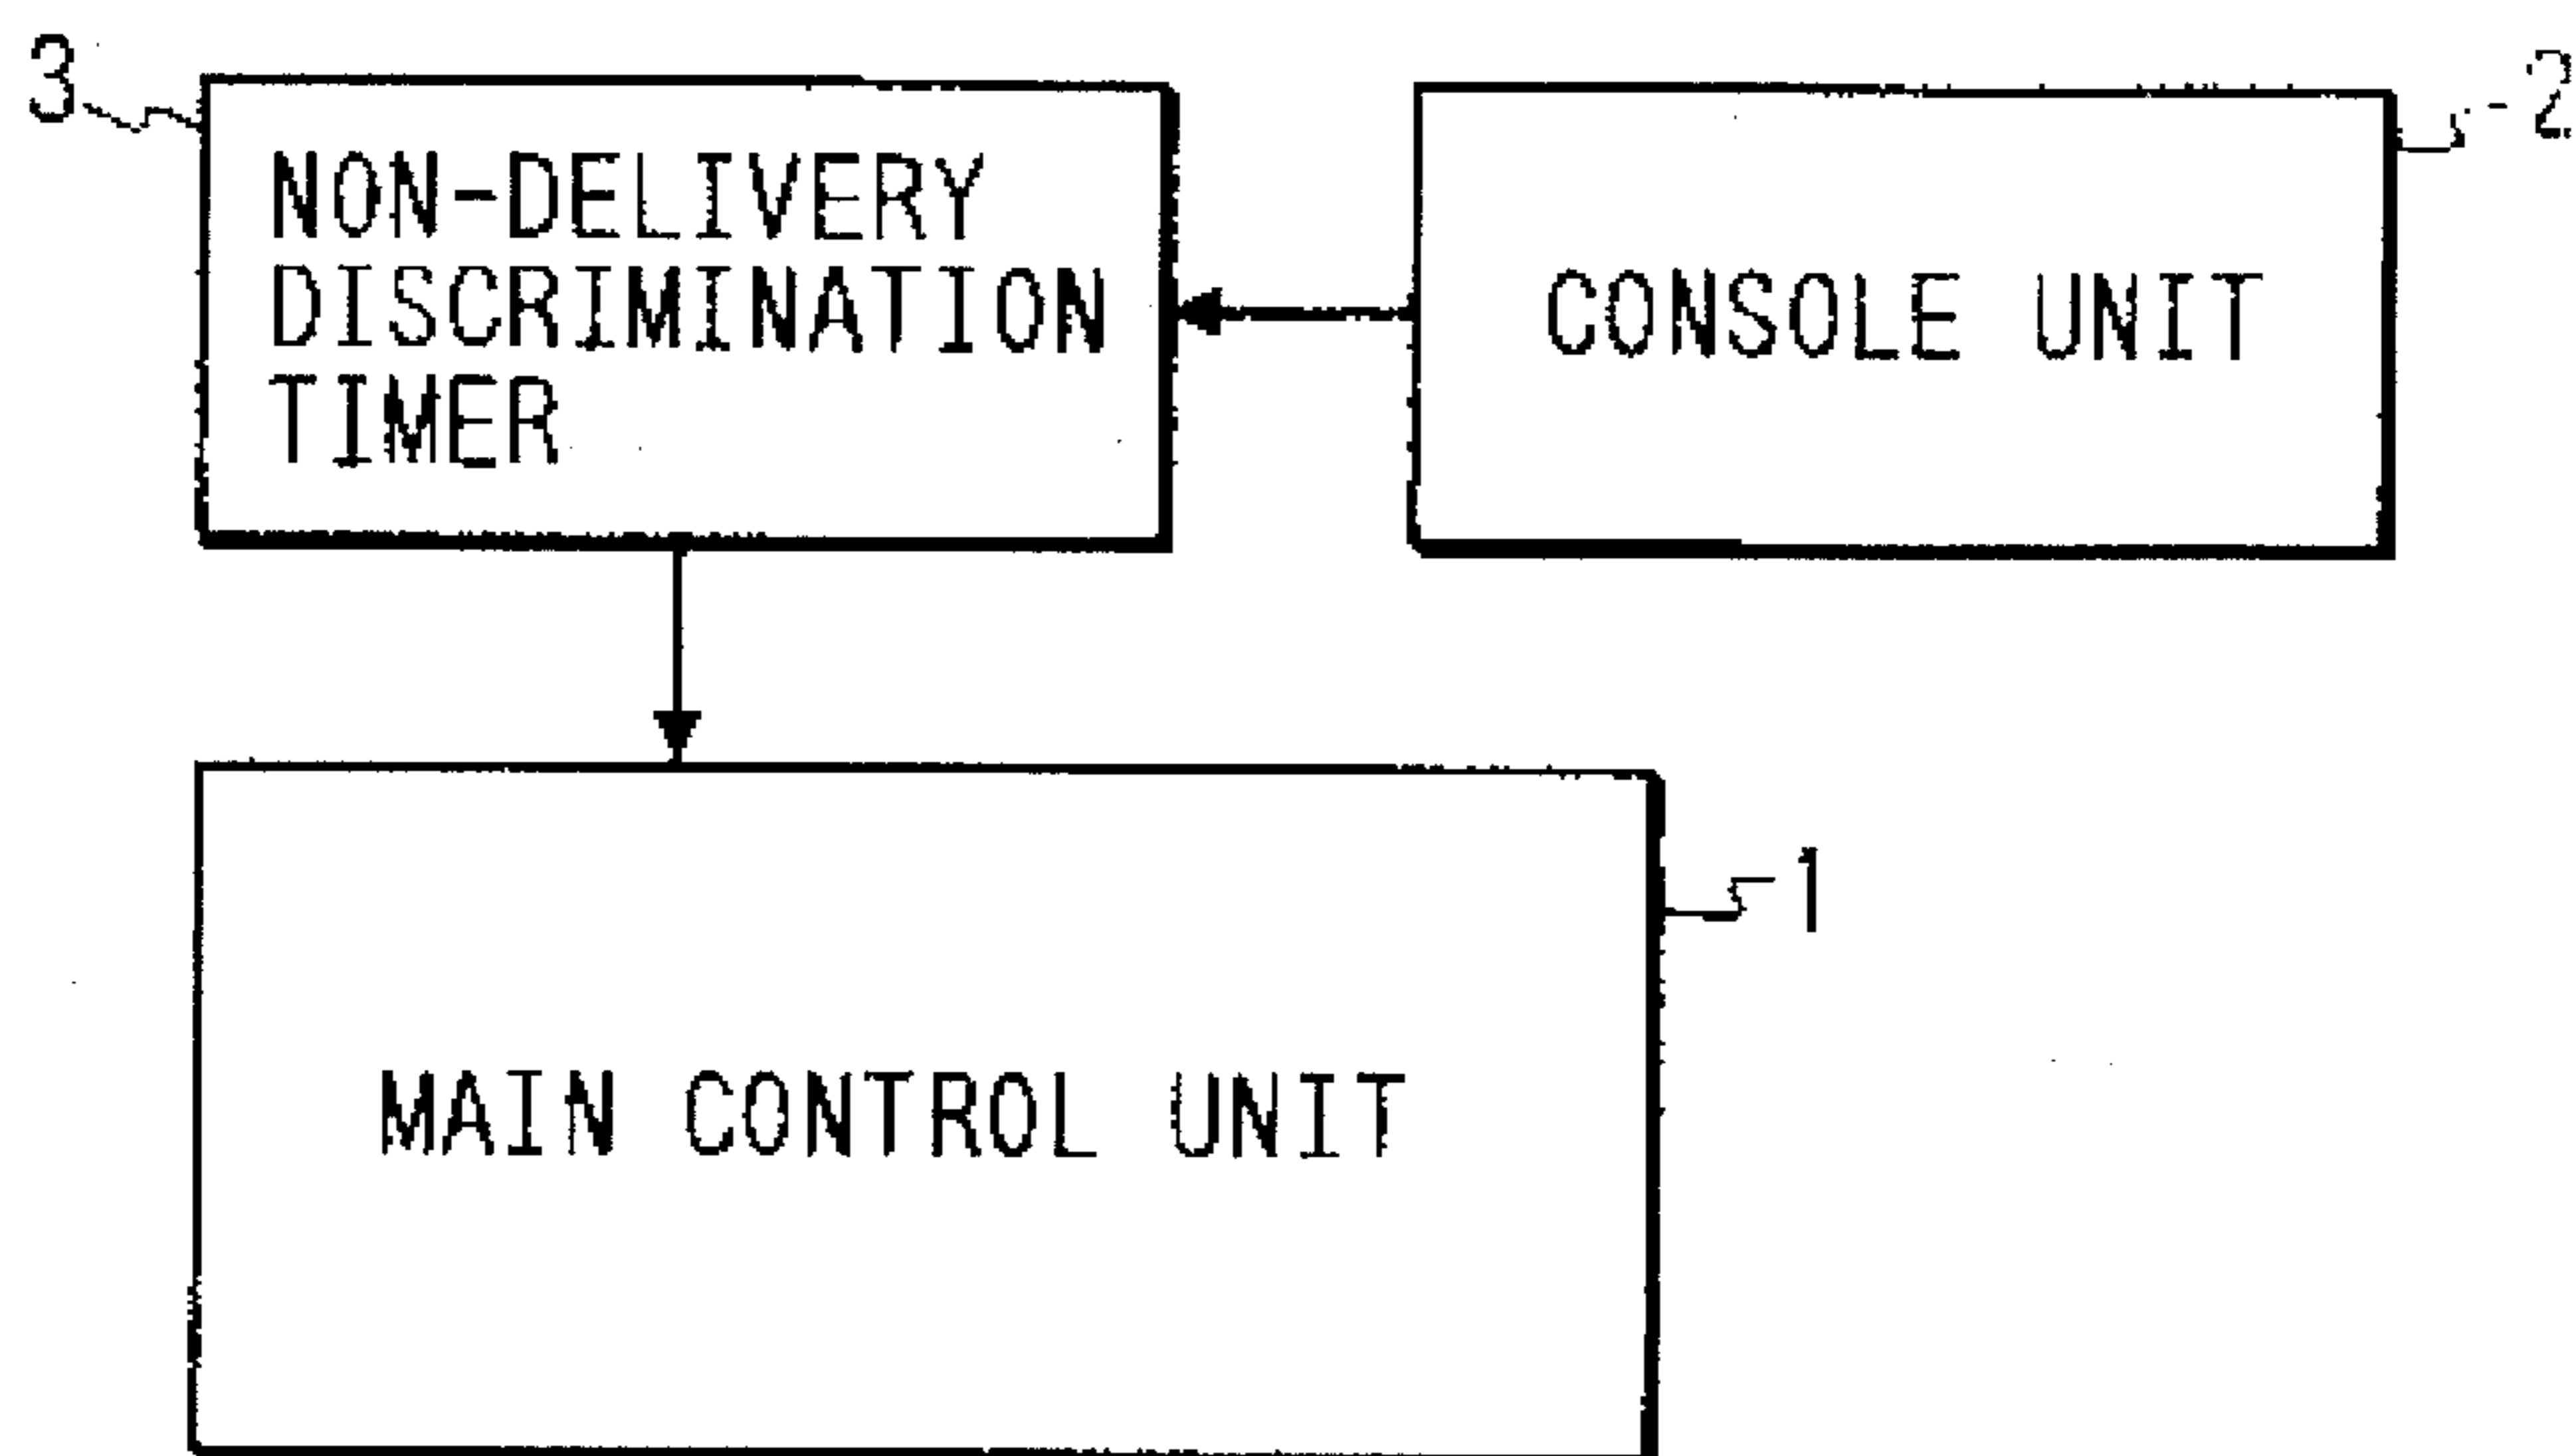 3
NON-DELIVERY
DISCRIMINATION
TIMER
CONSOLE UNIT
2
MAIN CONTROL UNIT
1